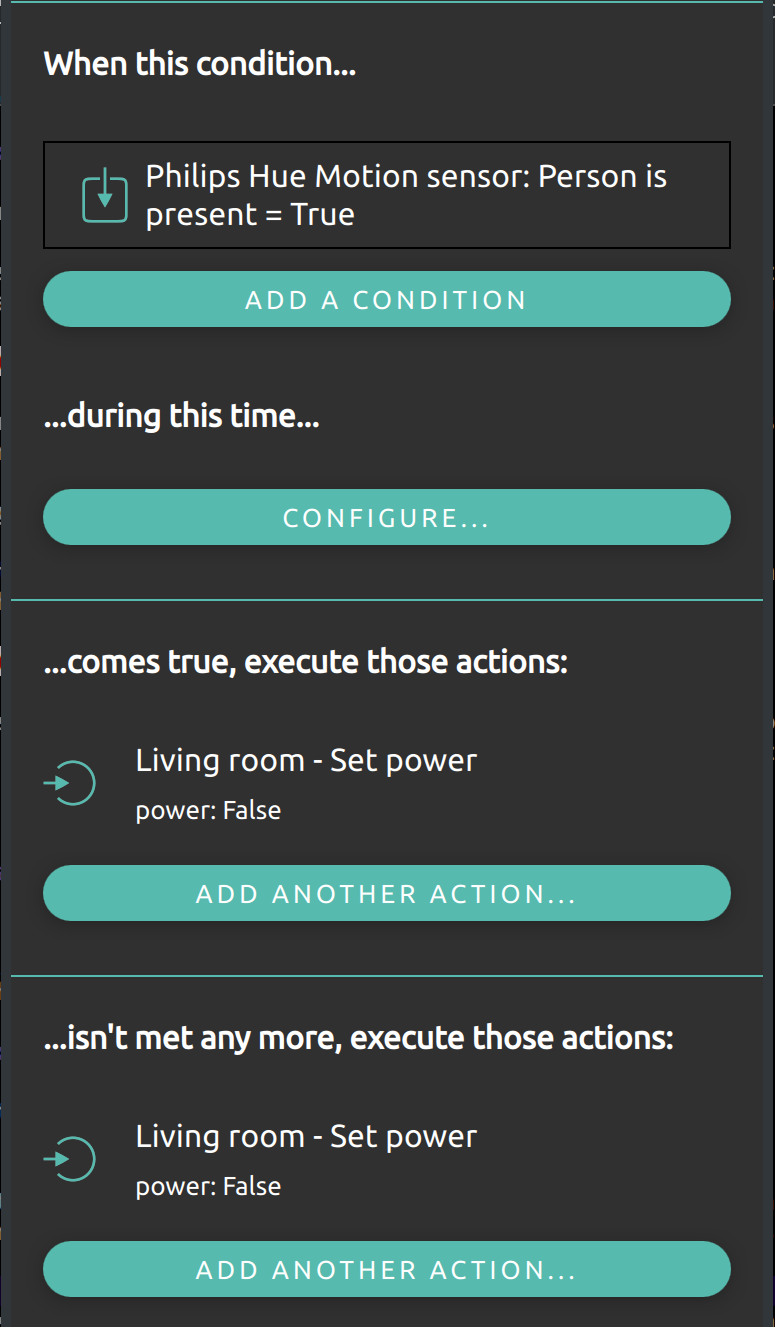 When this condition...
Philips Hue Motion sensor: Person is
present = True
ADD A CONDITION
...during this time...
CONFIGURE...
...comes true, execute those actions:
Living room - Set power
power: False
ADD ANOTHER ACTION...
...isn't met any more, execute those actions:
Living room - Set power
power: False
ADD ANOTHER ACTION...